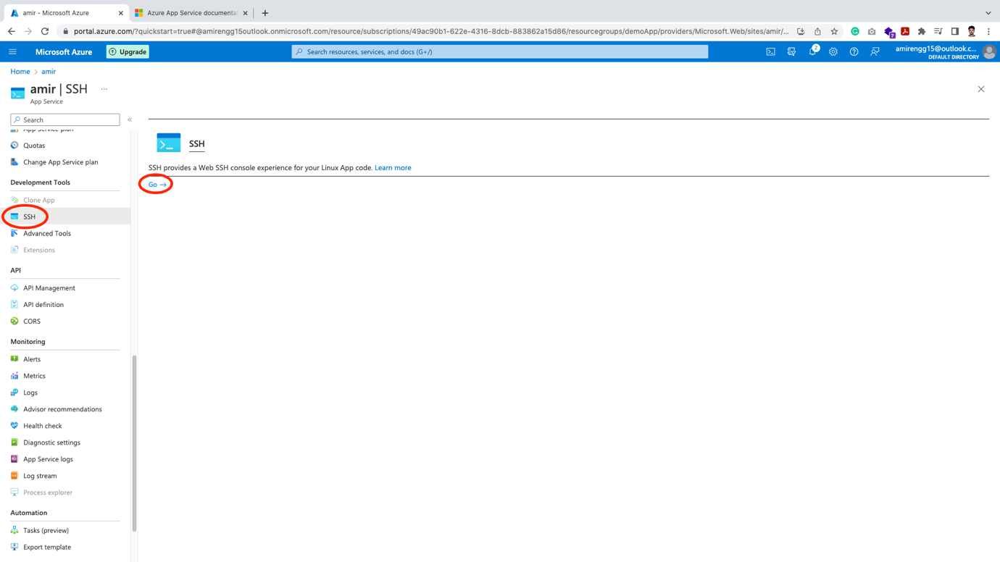 amir - Microsoft Azure
Azure App Service documentat
portal.azure.com/?quickstart=true#@amirengg15outlook.onmicrosoft.com/resource/subscriptions/49ac90b1-622e-4316-8dcb-883862a15d86/resourcegroups/demoApp/providers/Microsoft.Web/sites/amir/...
7
Microsoft Azure
Upgrade
Search resources, services, and docs (G+/)
2
amirengg15@outlook.c...
DEFAULT DIRECTORY
Home > amir
amir | SSH ...
App Service
Search
«
App Service plan
Quotas
Change App Service plan
Development Tools
Clone App
SSH
Advanced Tools
Extensions
API
API Management
API definition
CORS
Monitoring
Alerts
Metrics
Logs
Advisor recommendations
Health check
Diagnostic settings
App Service logs
Log stream
Process explorer
Automation
Tasks (preview)
Export template
SSH
SSH provides a Web SSH console experience for your Linux App code. Learn more
Go →